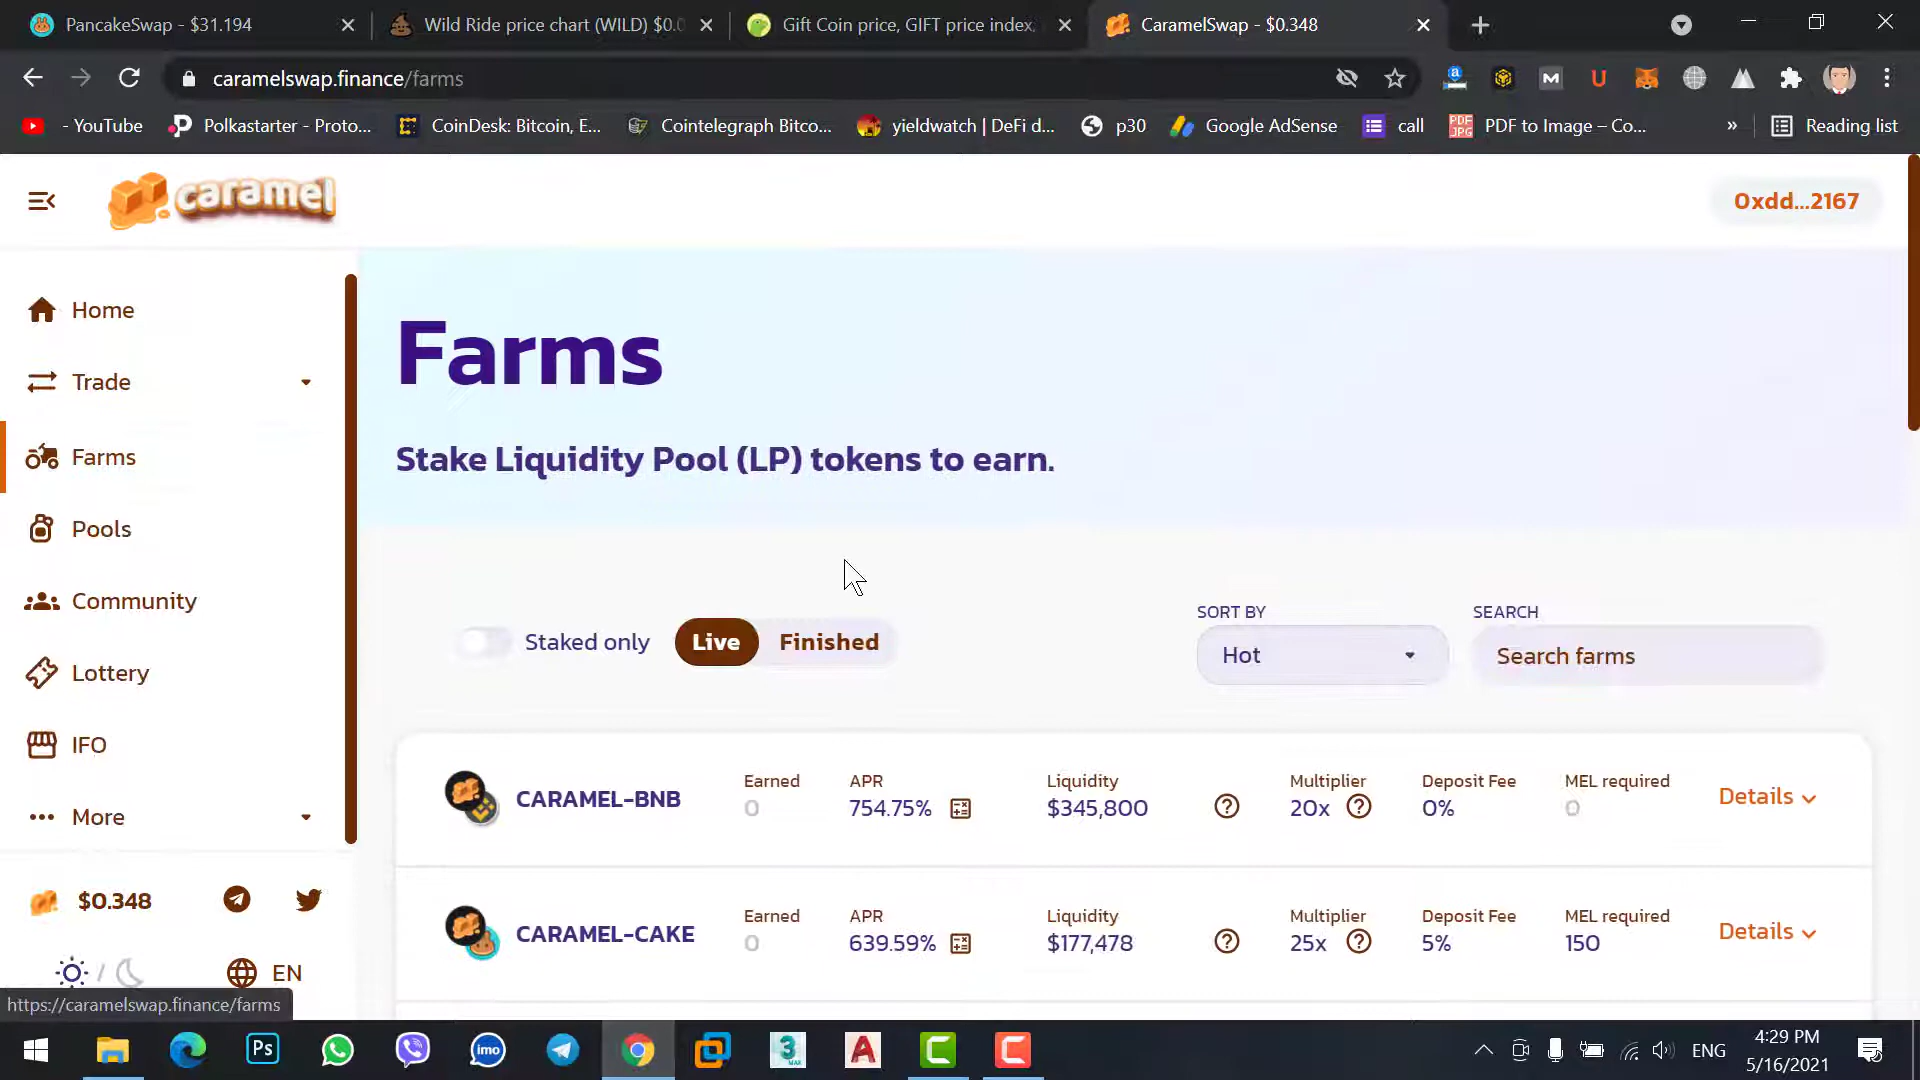 PancakeSwap - $31.194
Wild Ride price chart (WILD) $0.0
Gift Coin price, GIFT price index,
CaramelSwap - $0.348
caramelswap.finance/farms
- YouTube
Polkastarter - Proto...
CoinDesk: Bitcoin, E...
Cointelegraph Bitco...
yieldwatch | DeFi d...
p30
Google AdSense
call
PDF to Image – Co...
»
Reading list
caramel
0xdd...2167
Home
Trade
Farms
Pools
Community
Lottery
IFO
More
$0.348
/
EN
https://caramelswap.finance/farms
Farms
Stake Liquidity Pool (LP) tokens to earn.
Staked only
Live
Finished
SORT BY
Hot
SEARCH
Search farms
CARAMEL-BNB
Earned
0
APR
754.75%
Liquidity
$345,800
Multiplier
20x
Deposit Fee
0%
MEL required
0
Details
CARAMEL-CAKE
Earned
0
APR
639.59%
Liquidity
$177,478
Multiplier
25x
Deposit Fee
5%
MEL required
150
Details
Ps
imo
ENG
4:29 PM
5/16/2021